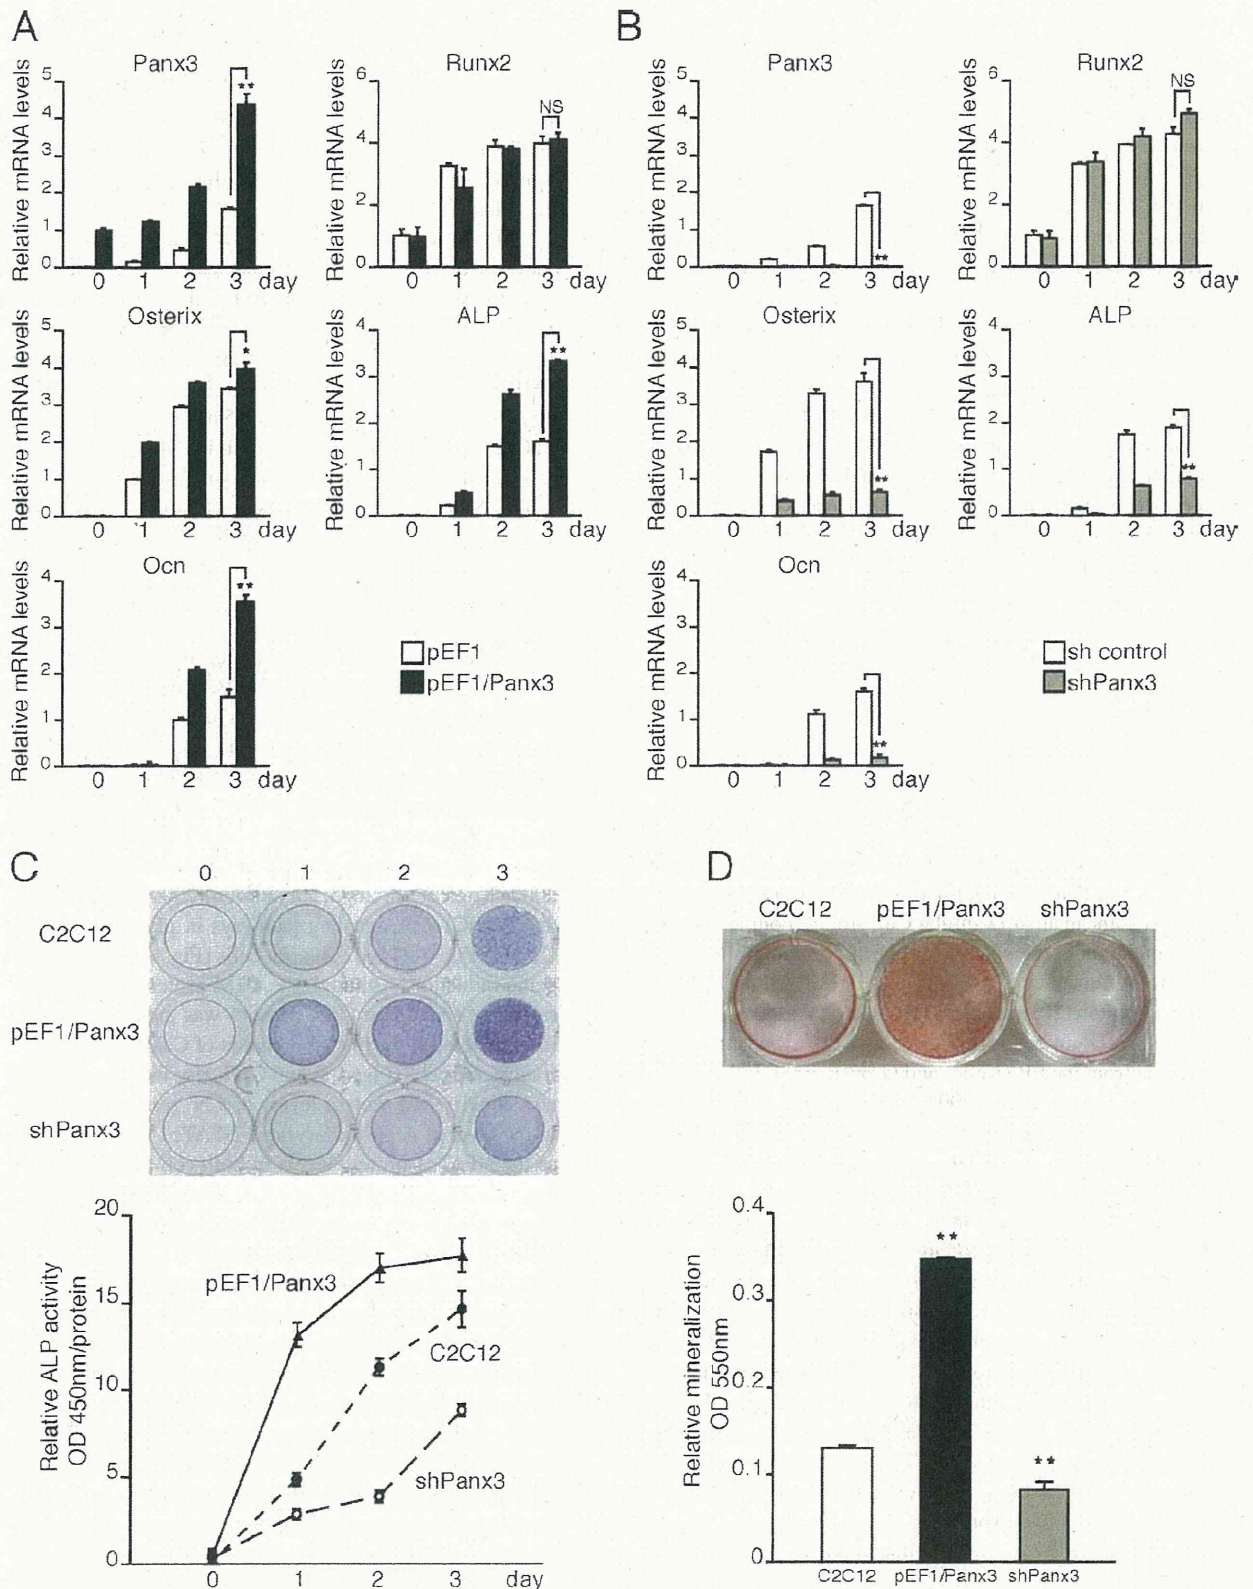 A
B
Panx3
Relative mRNA levels
5
4
3
2
1
0
**
0 1 2 3 day
Runx2
Relative mRNA levels
6
4
2
0
NS
0 1 2 3 day
Panx3
Relative mRNA levels
5
4
3
2
1
0
**
0 1 2 3 day
Runx2
Relative mRNA levels
6
4
2
0
NS
0 1 2 3 day
Osterix
Relative mRNA levels
5
4
3
2
1
0
*
0 1 2 3 day
ALP
Relative mRNA levels
4
3
2
1
0
**
0 1 2 3 day
Osterix
Relative mRNA levels
5
4
3
2
1
0
**
0 1 2 3 day
ALP
Relative mRNA levels
4
3
2
1
0
**
0 1 2 3 day
Ocn
Relative mRNA levels
4
3
2
1
0
**
0 1 2 3 day
pEF1
pEF1/Panx3
Ocn
Relative mRNA levels
4
3
2
1
0
**
0 1 2 3 day
sh control
shPanx3
C
0 1 2 3
C2C12
pEF1/Panx3
shPanx3
Relative ALP activity
OD 450nm/protein
20
15
10
5
0
pEF1/Panx3
C2C12
shPanx3
0 1 2 3 day
D
C2C12 pEF1/Panx3 shPanx3
Relative mineralization
OD 550nm
0.4
0.3
0.2
0.1
0
**
**
C2C12 pEF1/Panx3 shPanx3